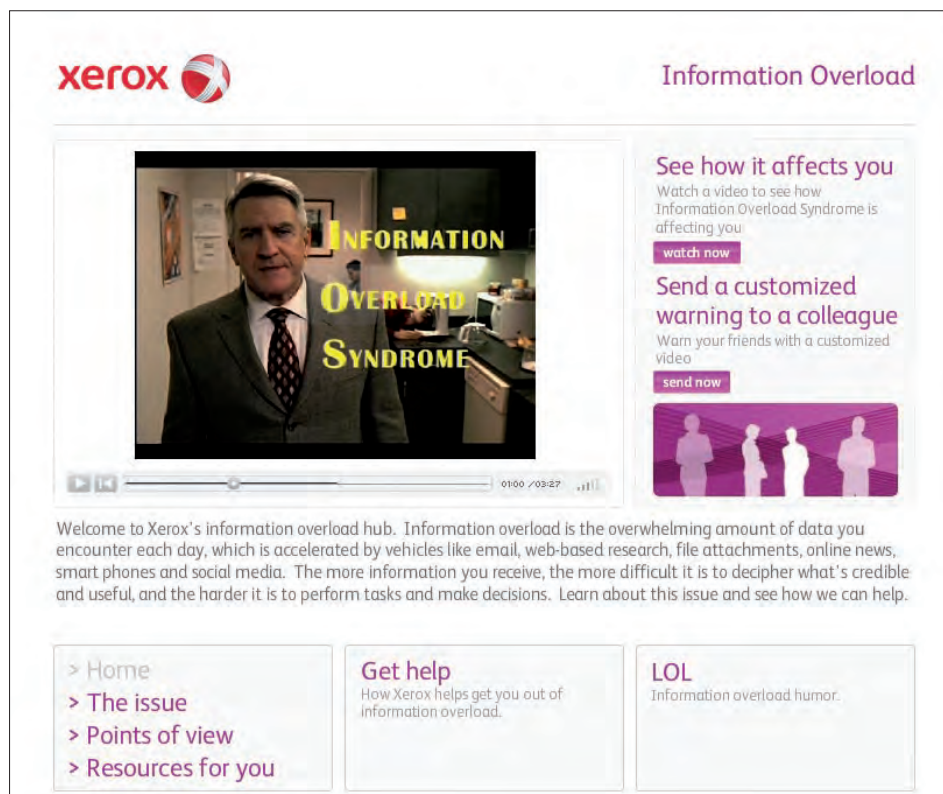 xerox
Information Overload
INFORMATION
OVERLOAD
SYNDROME
01:00 /03:27
See how it affects you
Watch a video to see how
Information Overload Syndrome is
affecting you
watch now
Send a customized
warning to a colleague
Warn your friends with a customized
video
send now
Welcome to Xerox's information overload hub. Information overload is the overwhelming amount of data you
encounter each day, which is accelerated by vehicles like email, web-based research, file attachments, online news,
smart phones and social media. The more information you receive, the more difficult it is to decipher what's credible
and useful, and the harder it is to perform tasks and make decisions. Learn about this issue and see how we can help.
> Home
> The issue
> Points of view
> Resources for you
Get help
How Xerox helps get you out of
information overload.
LOL
Information overload humor.